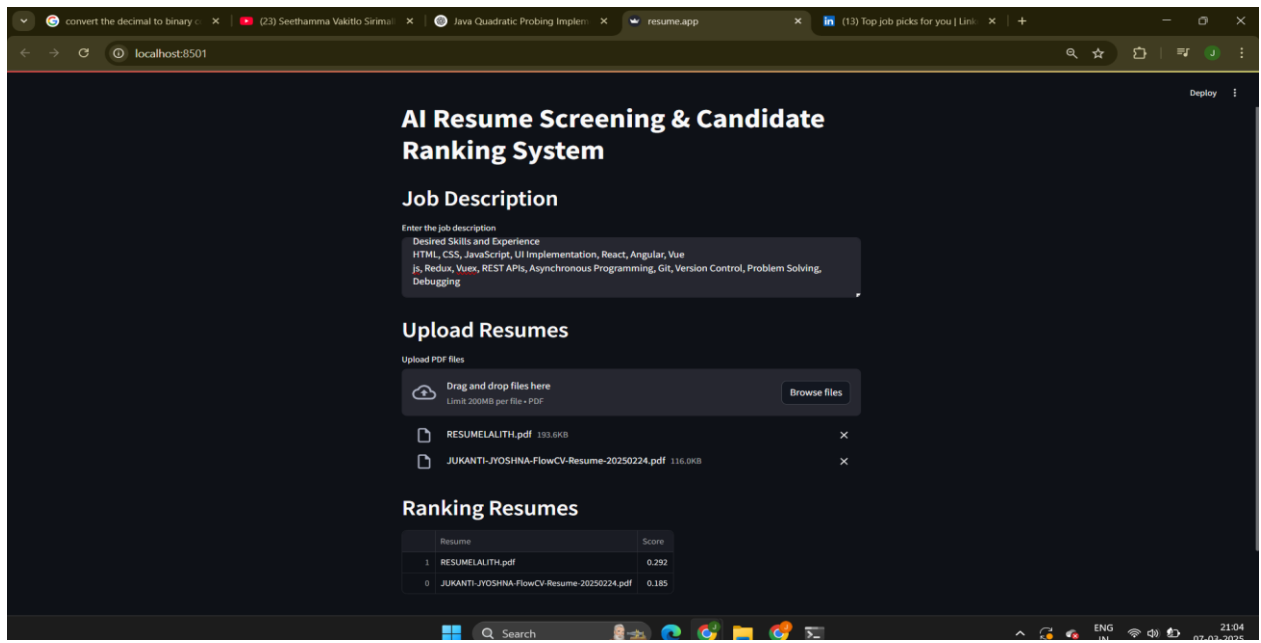 convert the decimal to binary c
(23) Seethamma Vakitlo Sirimall
Java Quadratic Probing Implem
resume.app
(13) Top job picks for you | Link
localhost:8501
J
Deploy
AI Resume Screening & Candidate
Ranking System
Job Description
Enter the job description
Desired Skills and Experience
HTML, CSS, JavaScript, UI Implementation, React, Angular, Vue
js, Redux, Vuex, REST APIs, Asynchronous Programming, Git, Version Control, Problem Solving,
Debugging
Upload Resumes
Upload PDF files
Drag and drop files here
Limit 200MB per file • PDF
Browse files
RESUMELALITH.pdf 193.6KB
JUKANTI-JYOSHNA-FlowCV-Resume-20250224.pdf 116.0KB
Ranking Resumes
Resume Score
1 RESUMELALITH.pdf 0.292
0 JUKANTI-JYOSHNA-FlowCV-Resume-20250224.pdf 0.185
Search
ENG
IN
21:04
07-03-2025